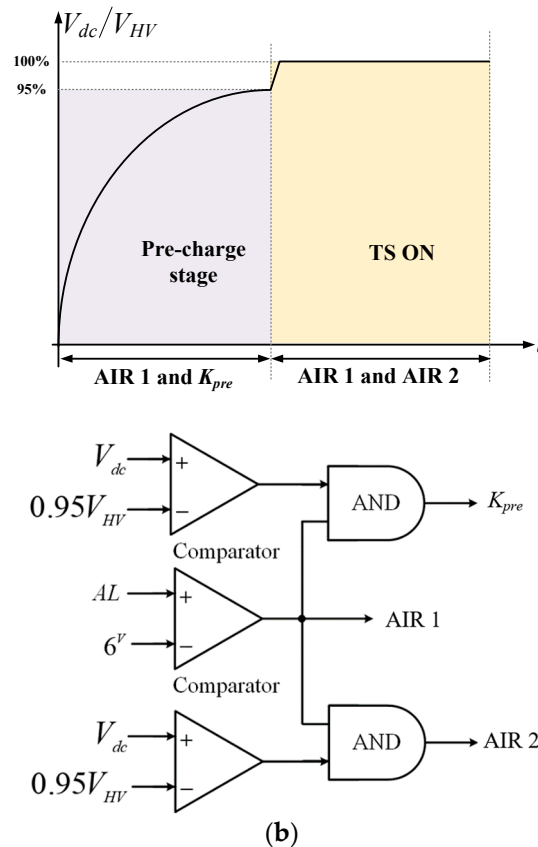 V_dc/V_HV
100%
95%
Pre-charge
stage
TS ON
AIR 1 and K_pre
AIR 1 and AIR 2
V_dc
+
0.95V_HV
−
Comparator
AND
K_pre
AL
+
6^V
−
Comparator
AIR 1
V_dc
+
0.95V_HV
−
AND
AIR 2
(b)